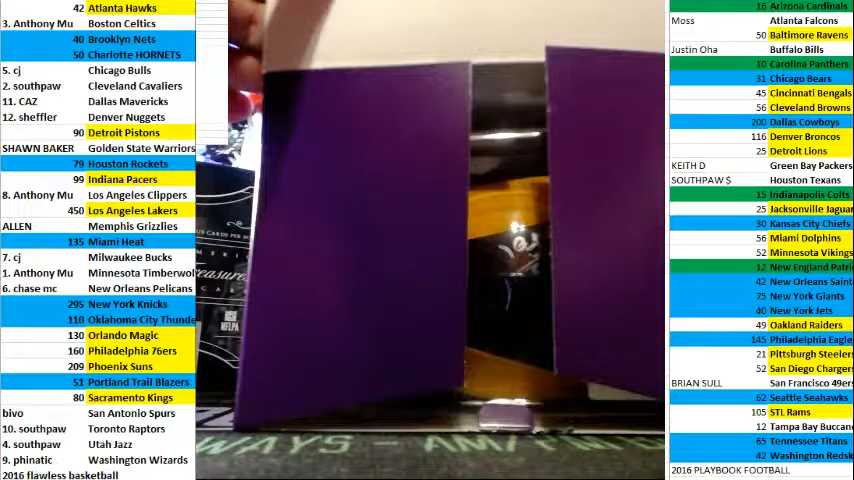 42 Atlanta Hawks
3. Anthony Mu Boston Celtics
40 Brooklyn Nets
50 Charlotte HORNETS
5. cj Chicago Bulls
2. southpaw Cleveland Cavaliers
11. CAZ Dallas Mavericks
12. sheffler Denver Nuggets
90 Detroit Pistons
SHAWN BAKER Golden State Warriors
79 Houston Rockets
99 Indiana Pacers
8. Anthony Mu Los Angeles Clippers
450 Los Angeles Lakers
ALLEN Memphis Grizzlies
135 Miami Heat
7. cj Milwaukee Bucks
1. Anthony Mu Minnesota Timberwol
6. chase mc New Orleans Pelicans
295 New York Knicks
110 Oklahoma City Thunde
130 Orlando Magic
160 Philadelphia 76ers
209 Phoenix Suns
51 Portland Trail Blazers
80 Sacramento Kings
bivo San Antonio Spurs
10. southpaw Toronto Raptors
4. southpaw Utah Jazz
9. phinatic Washington Wizards
2016 flawless basketball
NFLPA
WAYS - AM/
16 Arizona Cardinals
Moss Atlanta Falcons
50 Baltimore Ravens
Justin Oha Buffalo Bills
10 Carolina Panthers
31 Chicago Bears
45 Cincinnati Bengals
56 Cleveland Browns
200 Dallas Cowboys
116 Denver Broncos
25 Detroit Lions
KEITH D Green Bay Packers
SOUTHPAW $ Houston Texans
15 Indianapolis Colts
25 Jacksonville Jaguar
30 Kansas City Chiefs
56 Miami Dolphins
52 Minnesota Vikings
12 New England Patri
42 New Orleans Saint
75 New York Giants
40 New York Jets
49 Oakland Raiders
145 Philadelphia Eagle
21 Pittsburgh Steelers
52 San Diego Chargers
BRIAN SULL San Francisco 49ers
62 Seattle Seahawks
105 STL Rams
12 Tampa Bay Buccan
65 Tennessee Titans
42 Washington Redsk
2016 PLAYBOOK FOOTBALL